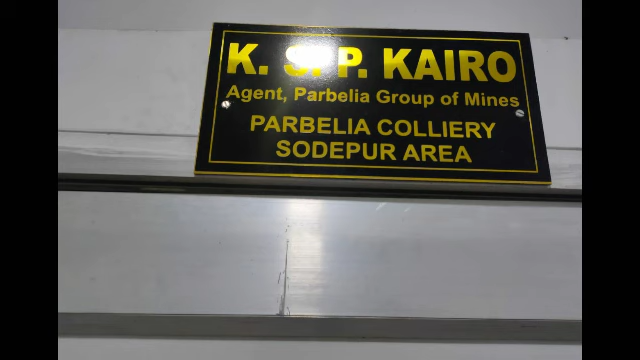 K. S. P. KAIRO
Agent, Parbelia Group of Mines
PARBELIA COLLIERY
SODEPUR AREA